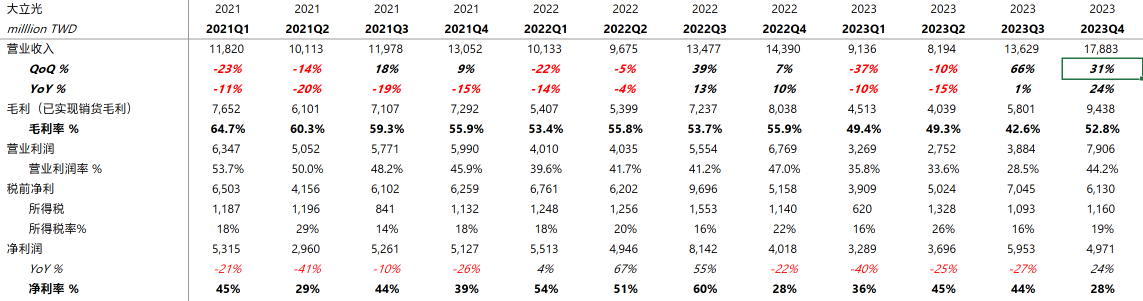 大立光 2021 2021 2021 2021 2022 2022 2022 2022 2023 2023 2023 2023
milllion TWD 2021Q1 2021Q2 2021Q3 2021Q4 2022Q1 2022Q2 2022Q3 2022Q4 2023Q1 2023Q2 2023Q3 2023Q4
营业收入 11,820 10,113 11,978 13,052 10,133 9,675 13,477 14,390 9,136 8,194 13,629 17,883
QoQ % -23% -14% 18% 9% -22% -5% 39% 7% -37% -10% 66% 31%
YoY % -11% -20% -19% -15% -14% -4% 13% 10% -10% -15% 1% 24%
毛利（已实现销货毛利） 7,652 6,101 7,107 7,292 5,407 5,399 7,237 8,038 4,513 4,039 5,801 9,438
毛利率 % 64.7% 60.3% 59.3% 55.9% 53.4% 55.8% 53.7% 55.9% 49.4% 49.3% 42.6% 52.8%
营业利润 6,347 5,052 5,771 5,990 4,010 4,035 5,554 6,769 3,269 2,752 3,884 7,906
营业利润率 % 53.7% 50.0% 48.2% 45.9% 39.6% 41.7% 41.2% 47.0% 35.8% 33.6% 28.5% 44.2%
税前净利 6,503 4,156 6,102 6,259 6,761 6,202 9,696 5,158 3,909 5,024 7,045 6,130
所得税 1,187 1,196 841 1,132 1,248 1,256 1,553 1,140 620 1,328 1,093 1,160
所得税率% 18% 29% 14% 18% 18% 20% 16% 22% 16% 26% 16% 19%
净利润 5,315 2,960 5,261 5,127 5,513 4,946 8,142 4,018 3,289 3,696 5,953 4,971
YoY % -21% -41% -10% -26% 4% 67% 55% -22% -40% -25% -27% 24%
净利率 % 45% 29% 44% 39% 54% 51% 60% 28% 36% 45% 44% 28%